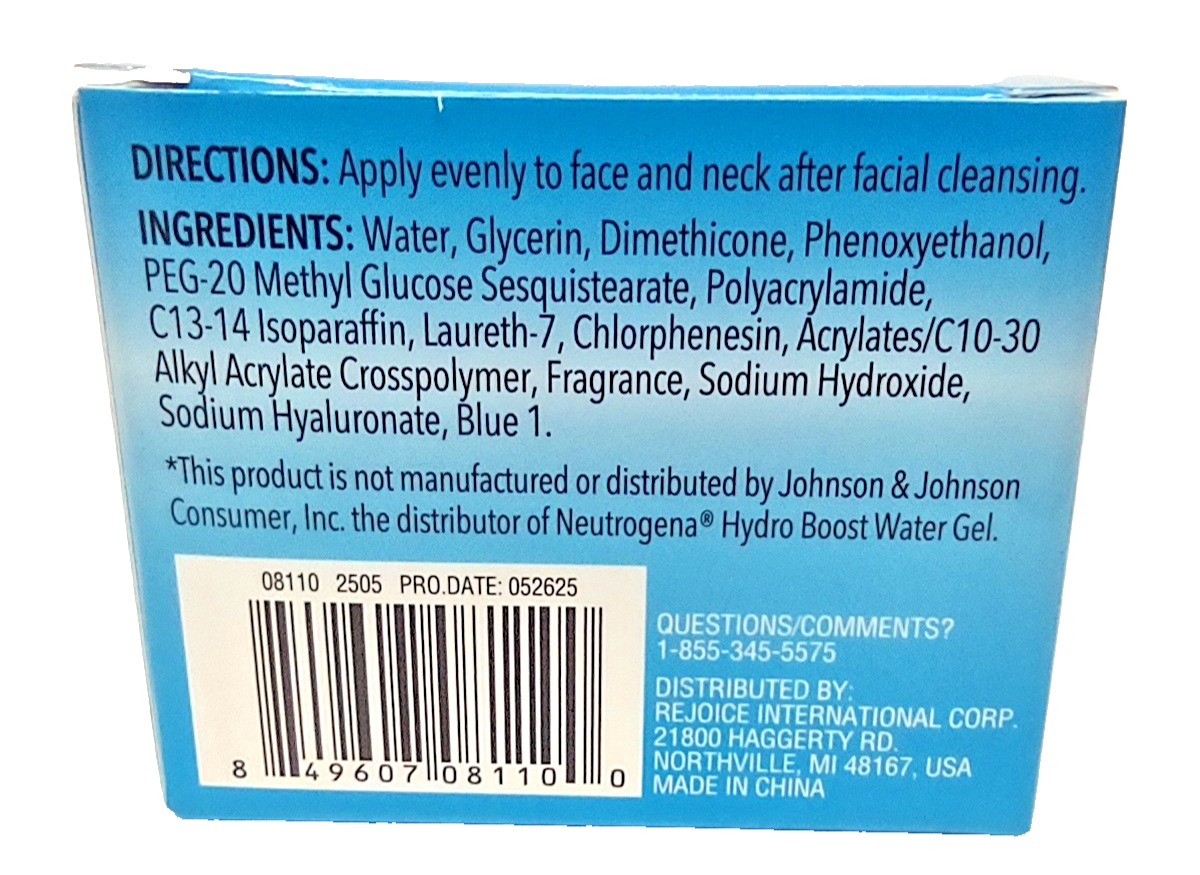 DIRECTIONS: Apply evenly to face and neck after facial cleansing.
INGREDIENTS: Water, Glycerin, Dimethicone, Phenoxyethanol,
PEG-20 Methyl Glucose Sesquistearate, Polyacrylamide,
C13-14 Isoparaffin, Laureth-7, Chlorphenesin, Acrylates/C10-30
Alkyl Acrylate Crosspolymer, Fragrance, Sodium Hydroxide,
Sodium Hyaluronate, Blue 1.
*This product is not manufactured or distributed by Johnson & Johnson
Consumer, Inc. the distributor of Neutrogena® Hydro Boost Water Gel.
08110 2505 PRO.DATE: 052625
8 49607 08110 0
QUESTIONS/COMMENTS?
1-855-345-5575
DISTRIBUTED BY:
REJOICE INTERNATIONAL CORP.
21800 HAGGERTY RD.
NORTHVILLE, MI 48167, USA
MADE IN CHINA